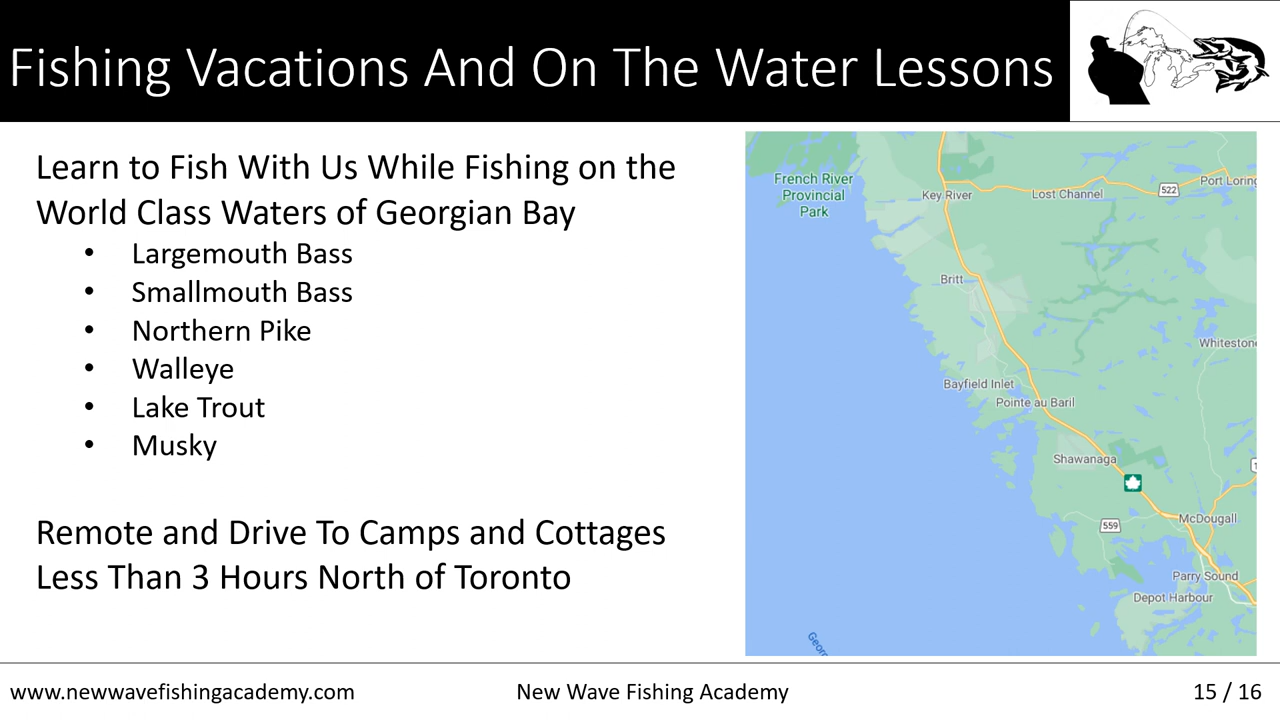 Fishing Vacations And On The Water Lessons
Learn to Fish With Us While Fishing on the
World Class Waters of Georgian Bay
• Largemouth Bass
• Smallmouth Bass
• Northern Pike
• Walleye
• Lake Trout
• Musky
Remote and Drive To Camps and Cottages
Less Than 3 Hours North of Toronto
French River
Provincial
Park
Key River
Lost Channel
522
Port Loring
Britt
Whitestone
Bayfield Inlet
Pointe au Baril
Shawanaga
559
McDougall
Parry Sound
Depot Harbour
Geor
www.newwavefishingacademy.com
New Wave Fishing Academy
15 / 16